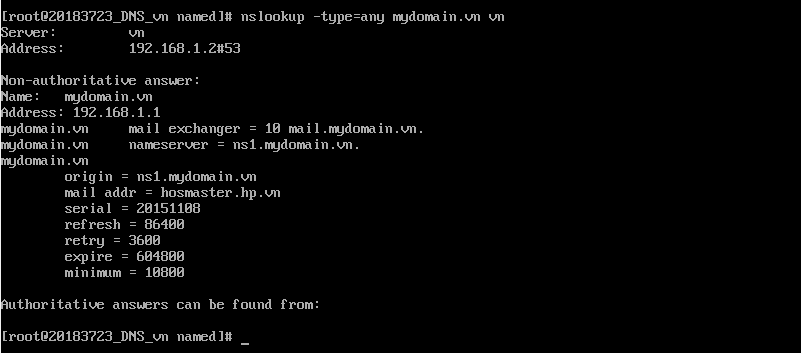 [root@20183723_DNS_vn named]# nslookup -type=any mydomain.vn vn
Server: vn
Address: 192.168.1.2#53
Non-authoritative answer:
Name: mydomain.vn
Address: 192.168.1.1
mydomain.vn mail exchanger = 10 mail.mydomain.vn.
mydomain.vn nameserver = ns1.mydomain.vn.
mydomain.vn
origin = ns1.mydomain.vn
mail addr = hosmaster.hp.vn
serial = 20151108
refresh = 86400
retry = 3600
expire = 604800
minimum = 10800
Authoritative answers can be found from:
[root@20183723_DNS_vn named]# _